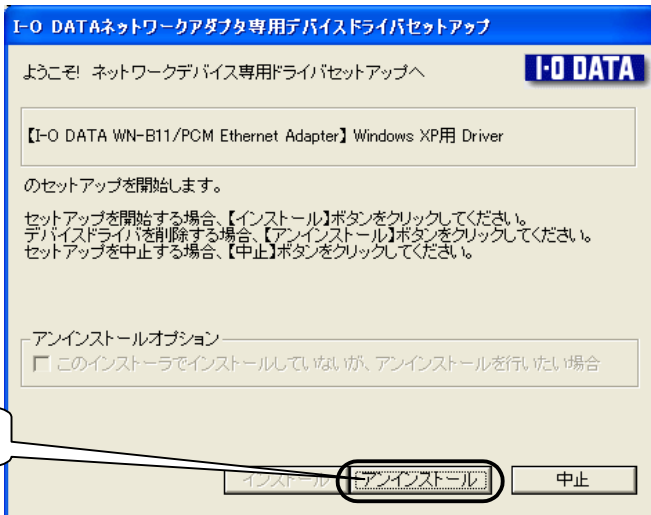 I-O DATAネットワークアダプタ専用デバイスドライバセットアップ
ようこそ! ネットワークデバイス専用ドライバセットアップへ
I-O DATA
【I-O DATA WN-B11/PCM Ethernet Adapter】 Windows XP用 Driver
のセットアップを開始します。
セットアップを開始する場合、【インストール】ボタンをクリックしてください。
デバイスドライバを削除する場合、【アンインストール】ボタンをクリックしてください。
セットアップを中止する場合、【中止】ボタンをクリックしてください。
アンインストールオプション
このインストーラでインストールしていないが、アンインストールを行いたい場合
インストール
アンインストール
中止